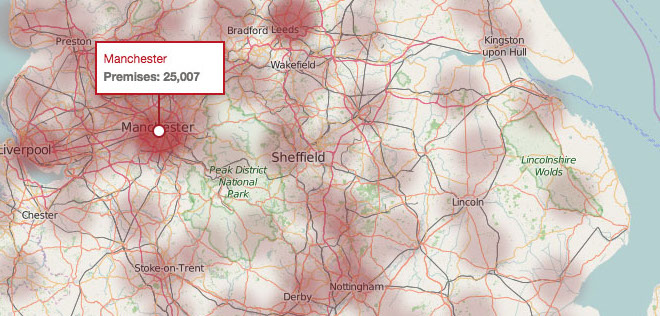 Preston
Bradford
Leeds
Kingston
upon Hull
Manchester
Premises: 25,007
Wakefield
Manchester
Liverpool
Sheffield
Peak District
National
Park
Lincolnshire
Wolds
Chester
Lincoln
Stoke-on-Trent
Nottingham
Derby